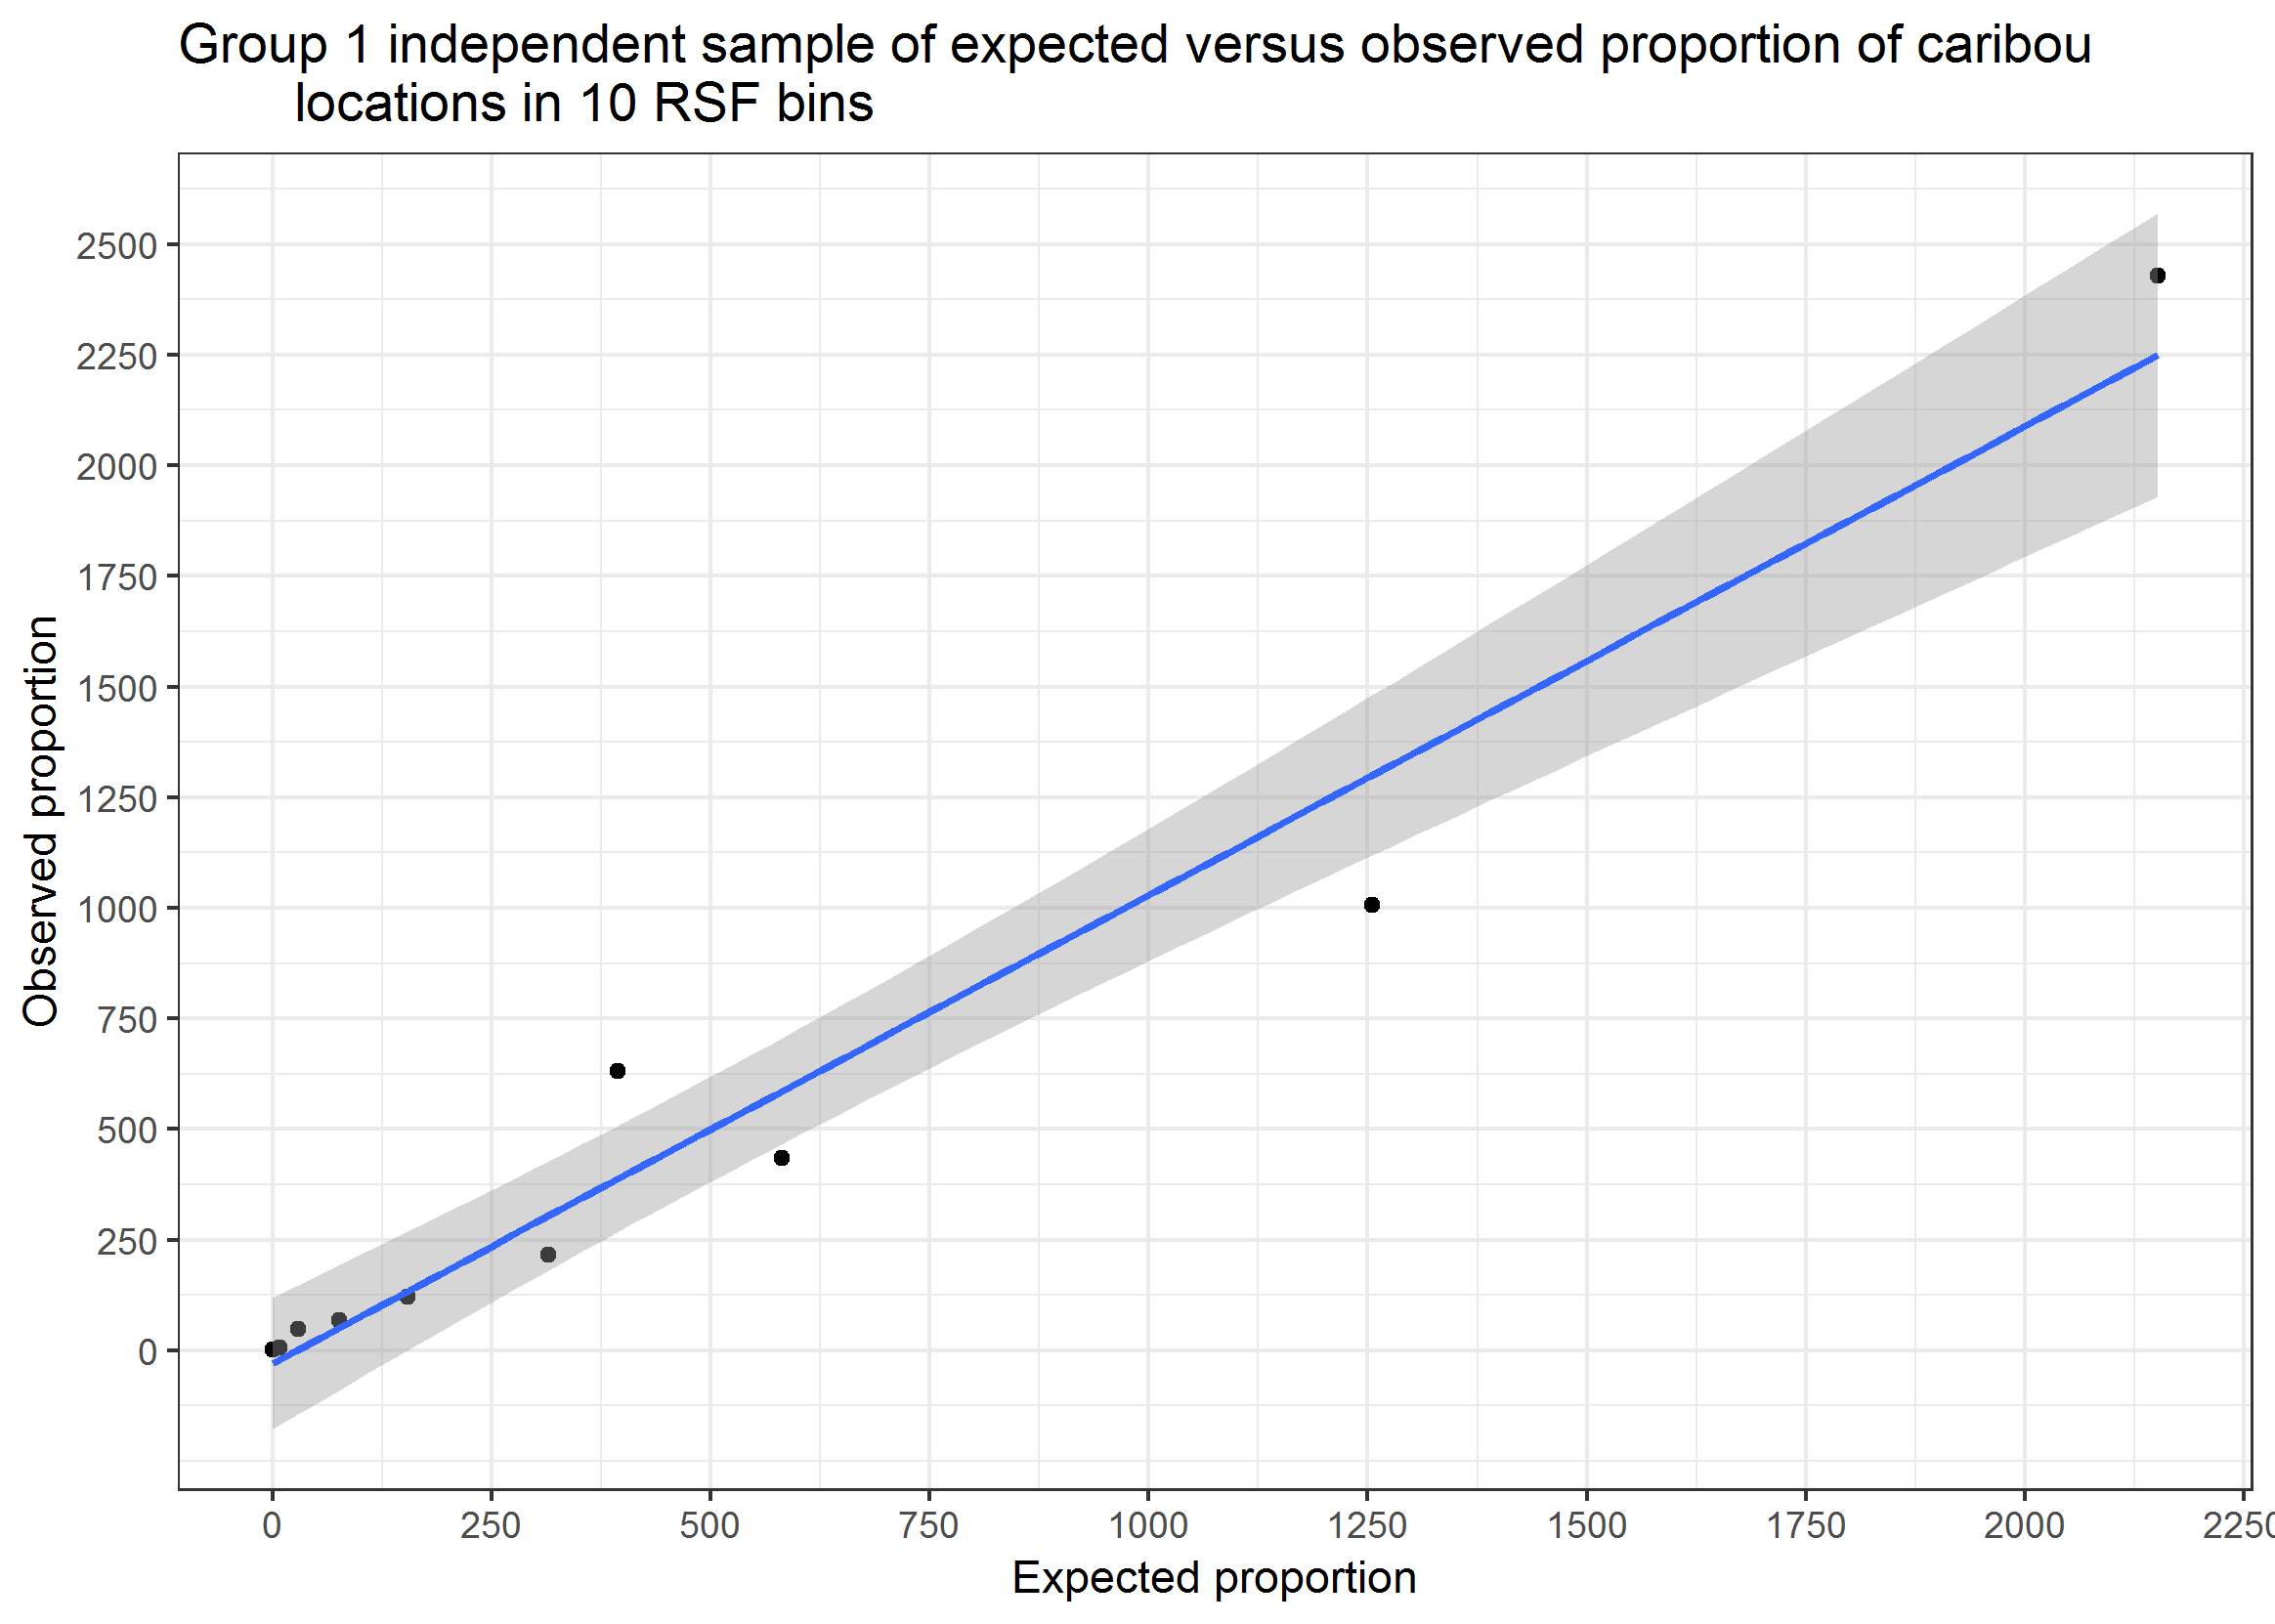 Group 1 independent sample of expected versus observed proportion of caribou
locations in 10 RSF bins
2500
2250
2000
1750
1500
1250
1000
750
500
250
0
Observed proportion
0 250 500 750 1000 1250 1500 1750 2000 2250
Expected proportion